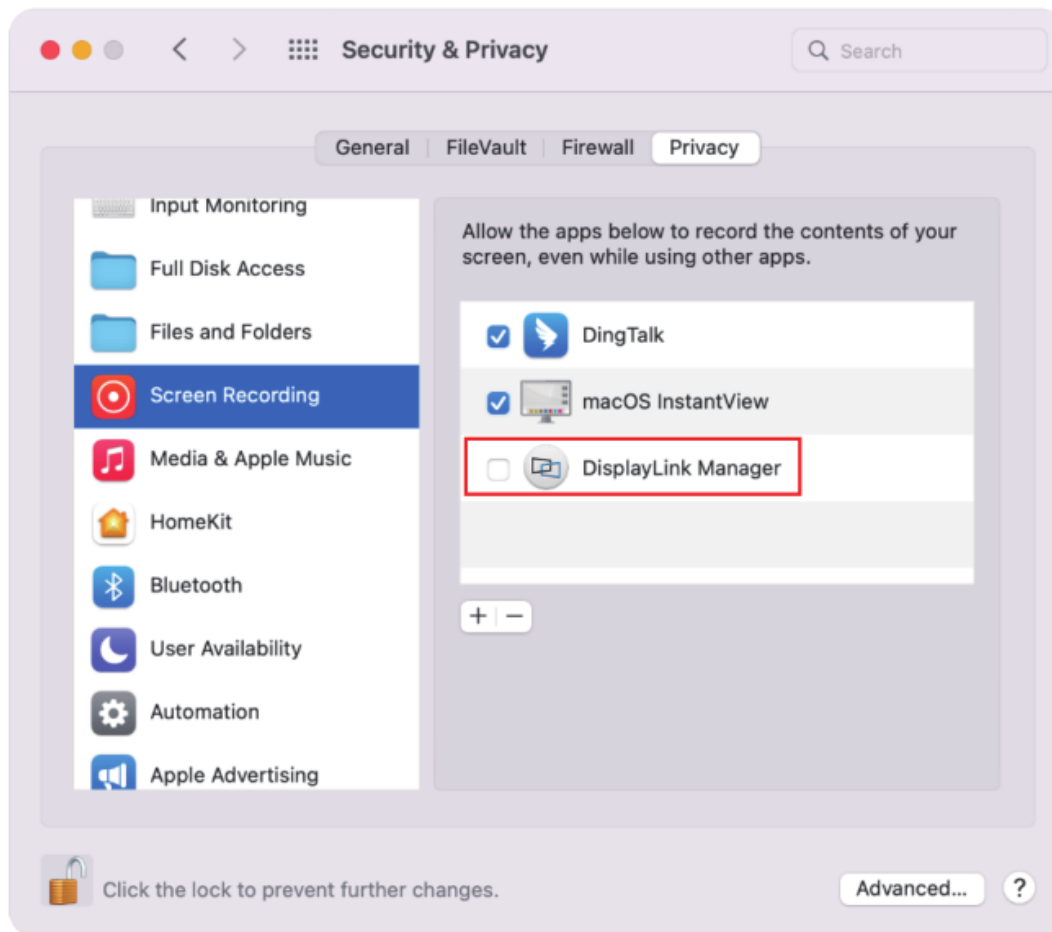 Security & Privacy
Search
General
FileVault
Firewall
Privacy
Input Monitoring
Full Disk Access
Files and Folders
Screen Recording
Media & Apple Music
HomeKit
Bluetooth
User Availability
Automation
Apple Advertising
Allow the apps below to record the contents of your
screen, even while using other apps.
DingTalk
macOS InstantView
DisplayLink Manager
+ −
Click the lock to prevent further changes.
Advanced...
?